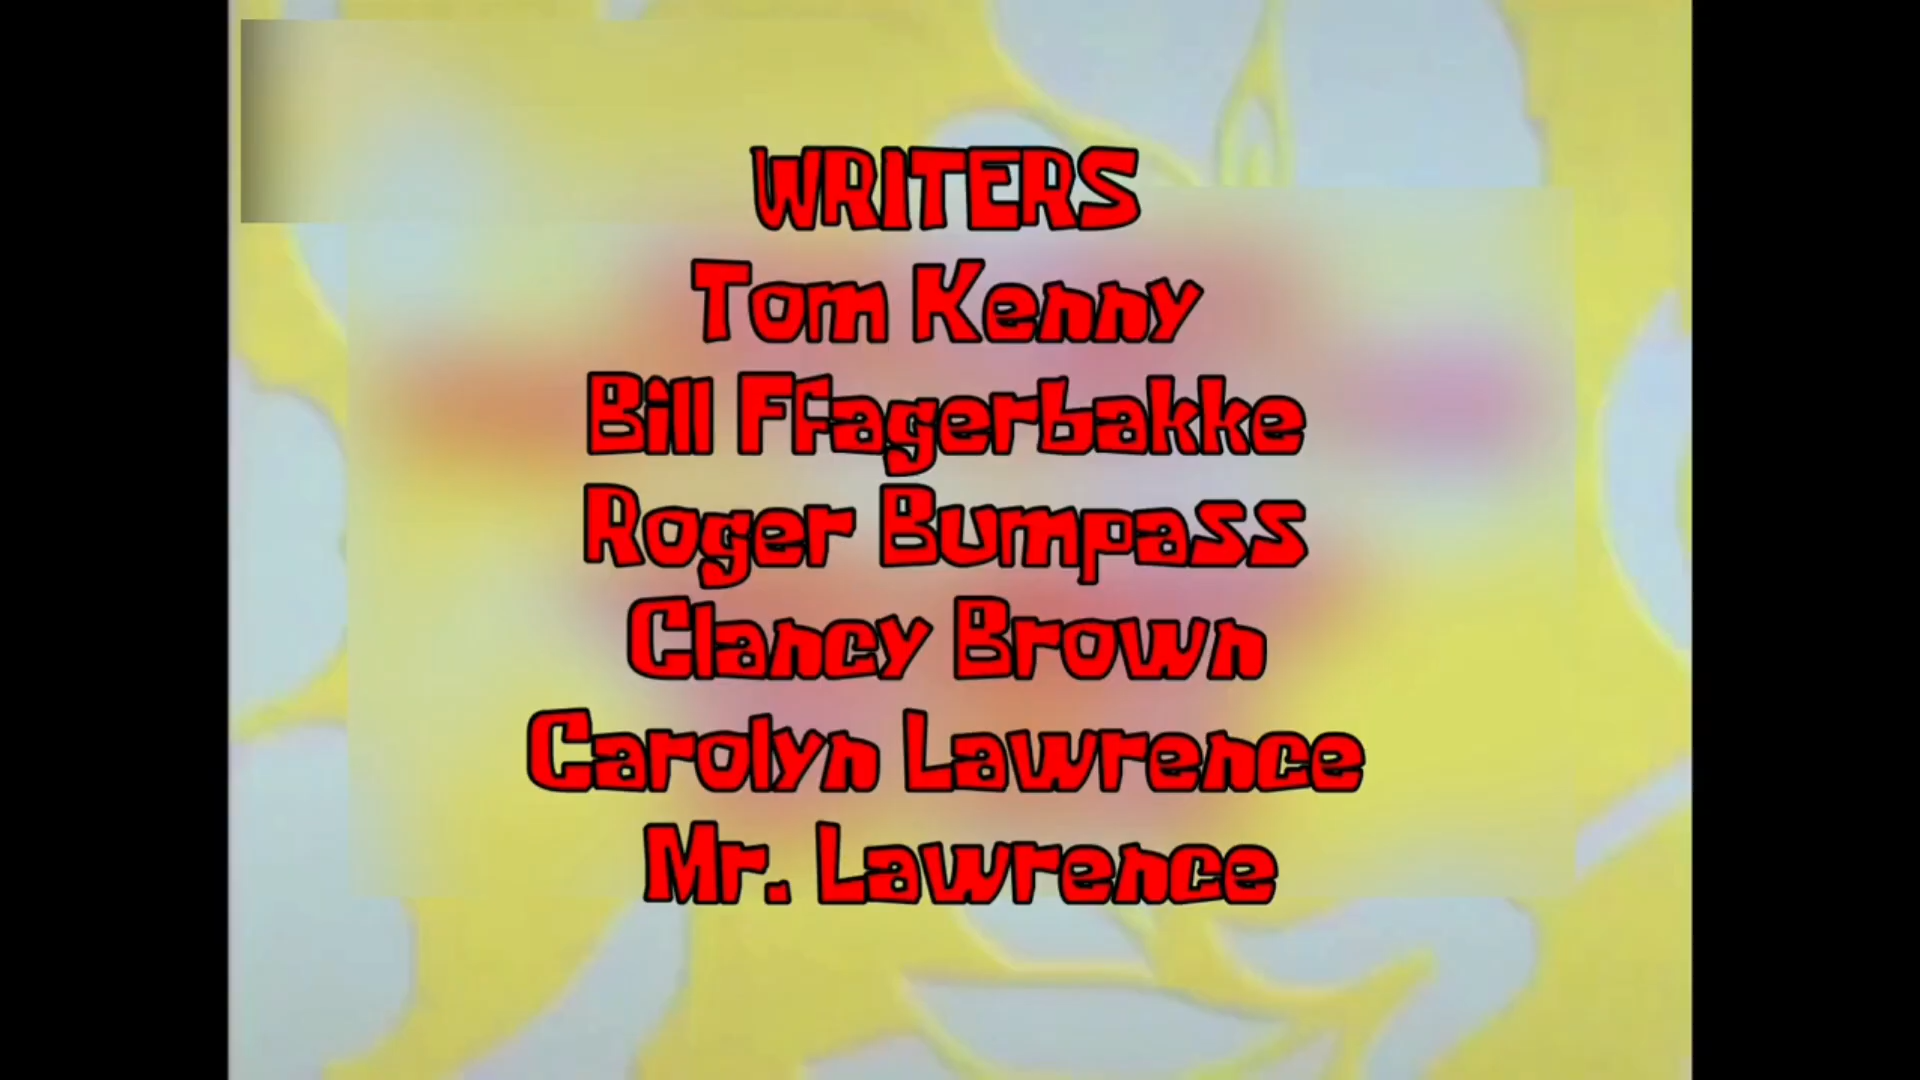 WRITERS
Tom Kenny
Bill Ffagerbakke
Roger Bumpass
Clancy Brown
Carolyn Lawrence
Mr. Lawrence